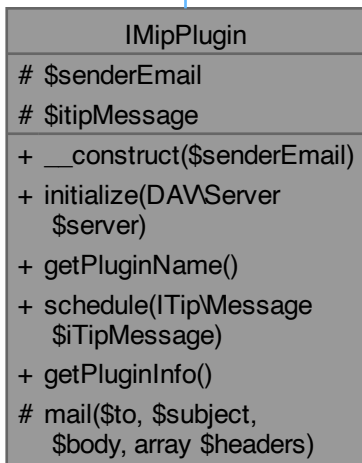 IMipPlugin
# $senderEmail
# $itipMessage
+ __construct($senderEmail)
+ initialize(DAV\Server
$server)
+ getPluginName()
+ schedule(ITip\Message
$iTipMessage)
+ getPluginInfo()
# mail($to, $subject,
$body, array $headers)